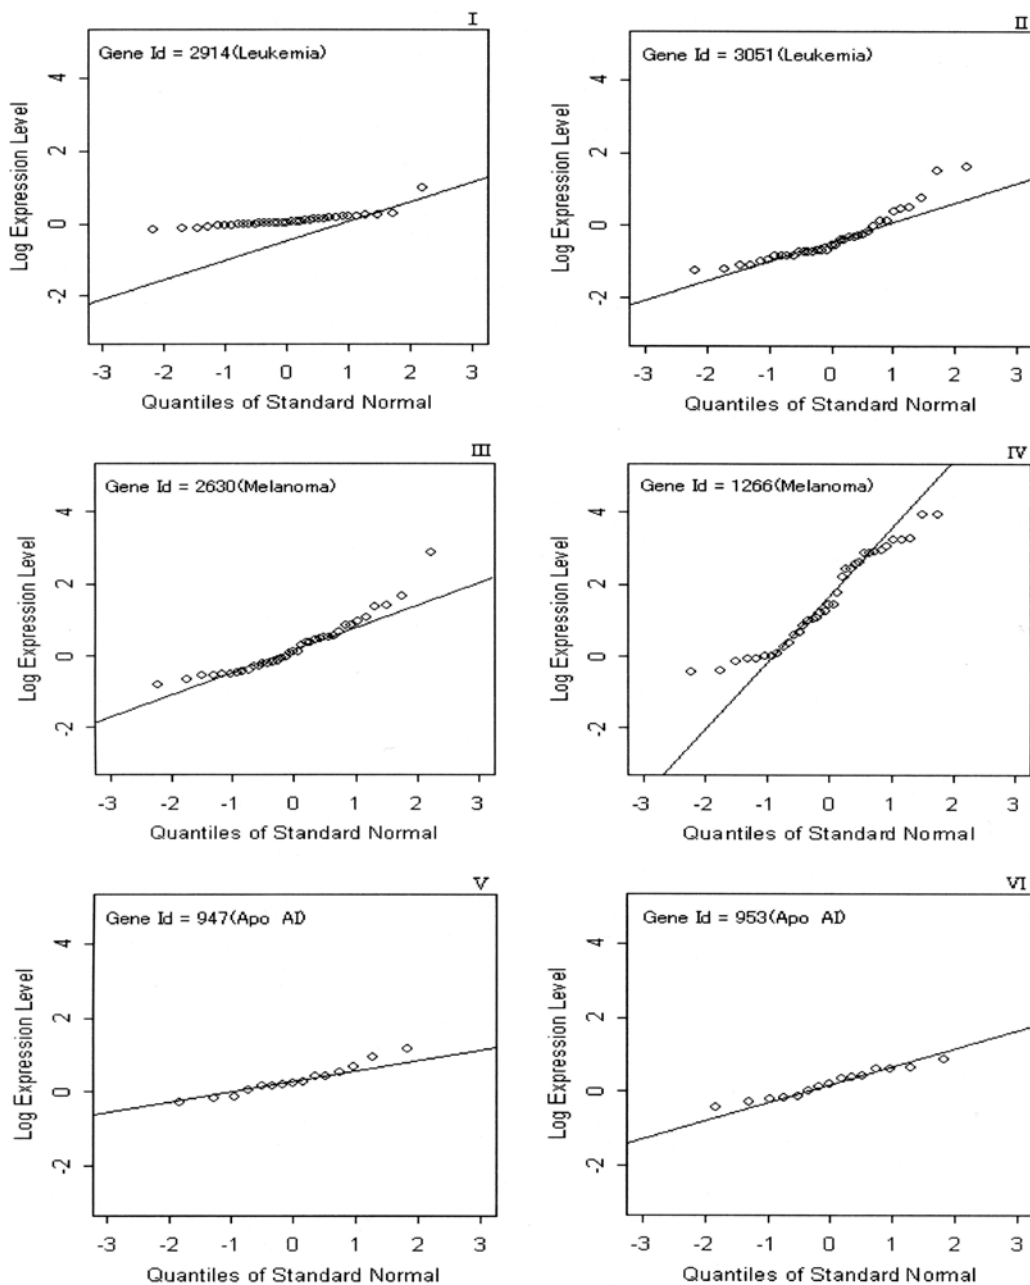 I
Gene Id = 2914(Leukemia)
4
2
0
-2
Log Expression Level
-3 -2 -1 0 1 2 3
Quantiles of Standard Normal
II
Gene Id = 3051(Leukemia)
4
2
0
-2
Log Expression Level
-3 -2 -1 0 1 2 3
Quantiles of Standard Normal
III
Gene Id = 2630(Melanoma)
4
2
0
-2
Log Expression Level
-3 -2 -1 0 1 2 3
Quantiles of Standard Normal
IV
Gene Id = 1266(Melanoma)
4
2
0
-2
Log Expression Level
-3 -2 -1 0 1 2 3
Quantiles of Standard Normal
V
Gene Id = 947(Apo AI)
4
2
0
-2
Log Expression Level
-3 -2 -1 0 1 2 3
Quantiles of Standard Normal
VI
Gene Id = 953(Apo AI)
4
2
0
-2
Log Expression Level
-3 -2 -1 0 1 2 3
Quantiles of Standard Normal